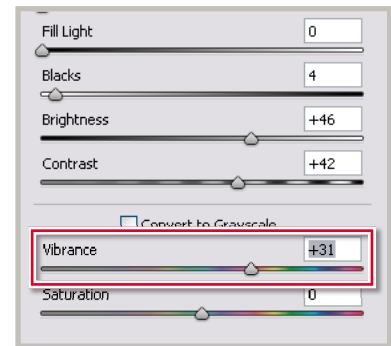 Fill Light 0
Blacks 4
Brightness +46
Contrast +42
Convert to Grayscale
Vibrance +31
Saturation 0